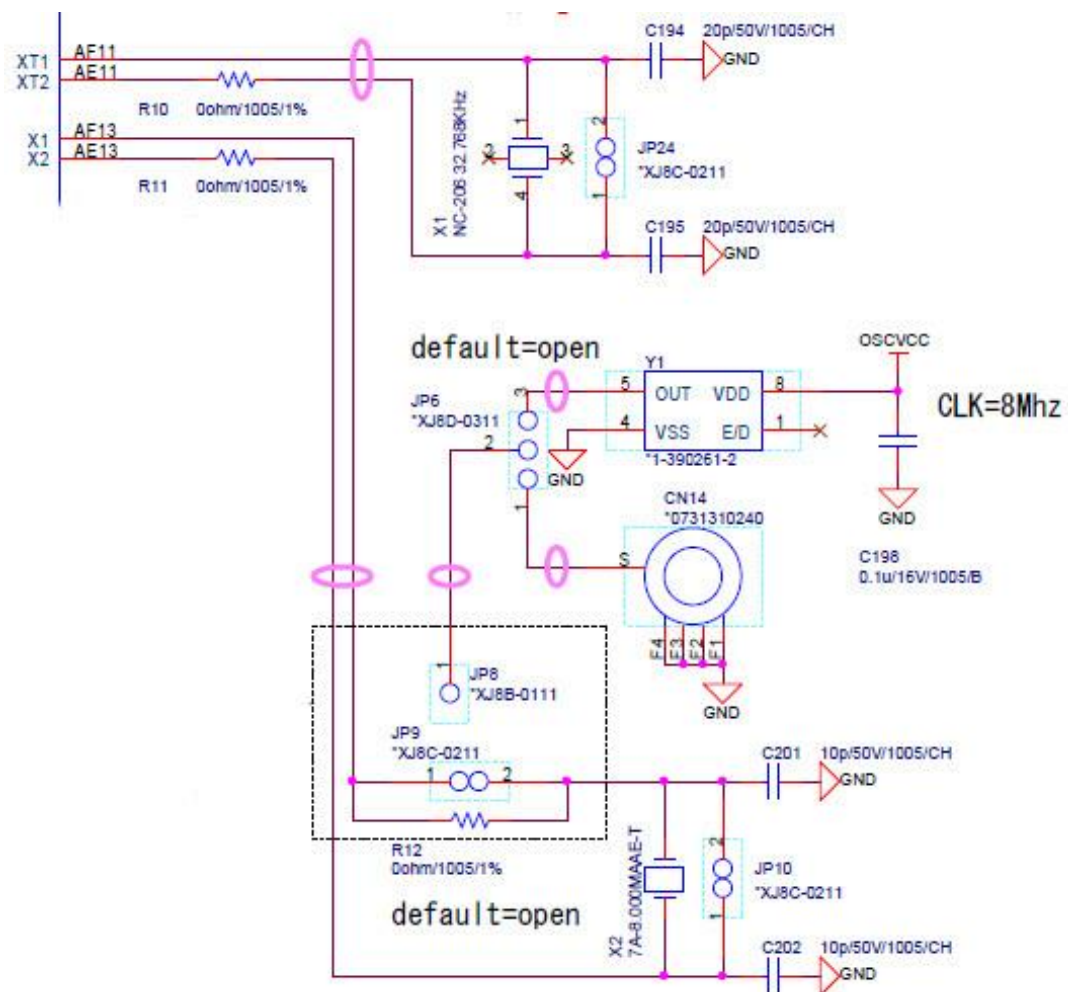 C194 20p/50V/1005/CH
XT1 AF11
GND
XT2 AE11
R10 0ohm/1005/1%
X1 AF13
X2 AE13
R11 0ohm/1005/1%
1
2
3
4
X1
NC-206 32.768KHz
2
JP24
*XJ8C-0211
1
C195 20p/50V/1005/CH
GND
default=open
OSCVCC
Y1
3
5 OUT VDD 8
CLK=8Mhz
JP6
*XJ8D-0311
2
4 VSS E/D 1
*1-390261-2
GND
1
CN14
*0731310240
GND
S
C198
0.1u/16V/1005/B
F4 F3 F2 F1
GND
1
JP8
*XJ8B-0111
JP9
*XJ8C-0211
1 2
C201 10p/50V/1005/CH
GND
R12
0ohm/1005/1%
X2
7A-8.000MAAE-T
2
JP10
*XJ8C-0211
1
default=open
C202 10p/50V/1005/CH
GND